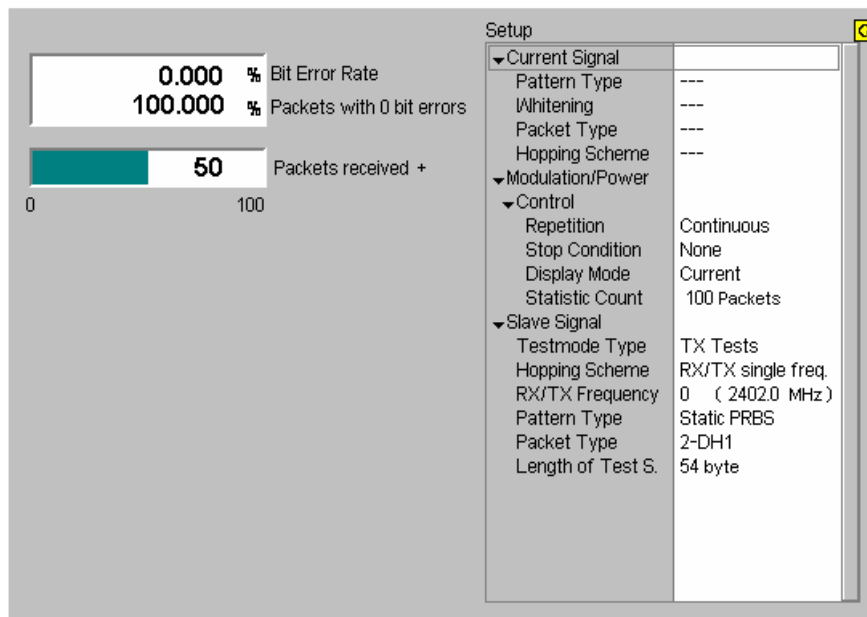 Setup
0.000 % Bit Error Rate
100.000 % Packets with 0 bit errors
50 Packets received +
0 100
Current Signal
Pattern Type ---
Whitening ---
Packet Type ---
Hopping Scheme ---
Modulation/Power
Control
Repetition Continuous
Stop Condition None
Display Mode Current
Statistic Count 100 Packets
Slave Signal
Testmode Type TX Tests
Hopping Scheme RX/TX single freq.
RX/TX Frequency 0 ( 2402.0 MHz )
Pattern Type Static PRBS
Packet Type 2-DH1
Length of Test S. 54 byte